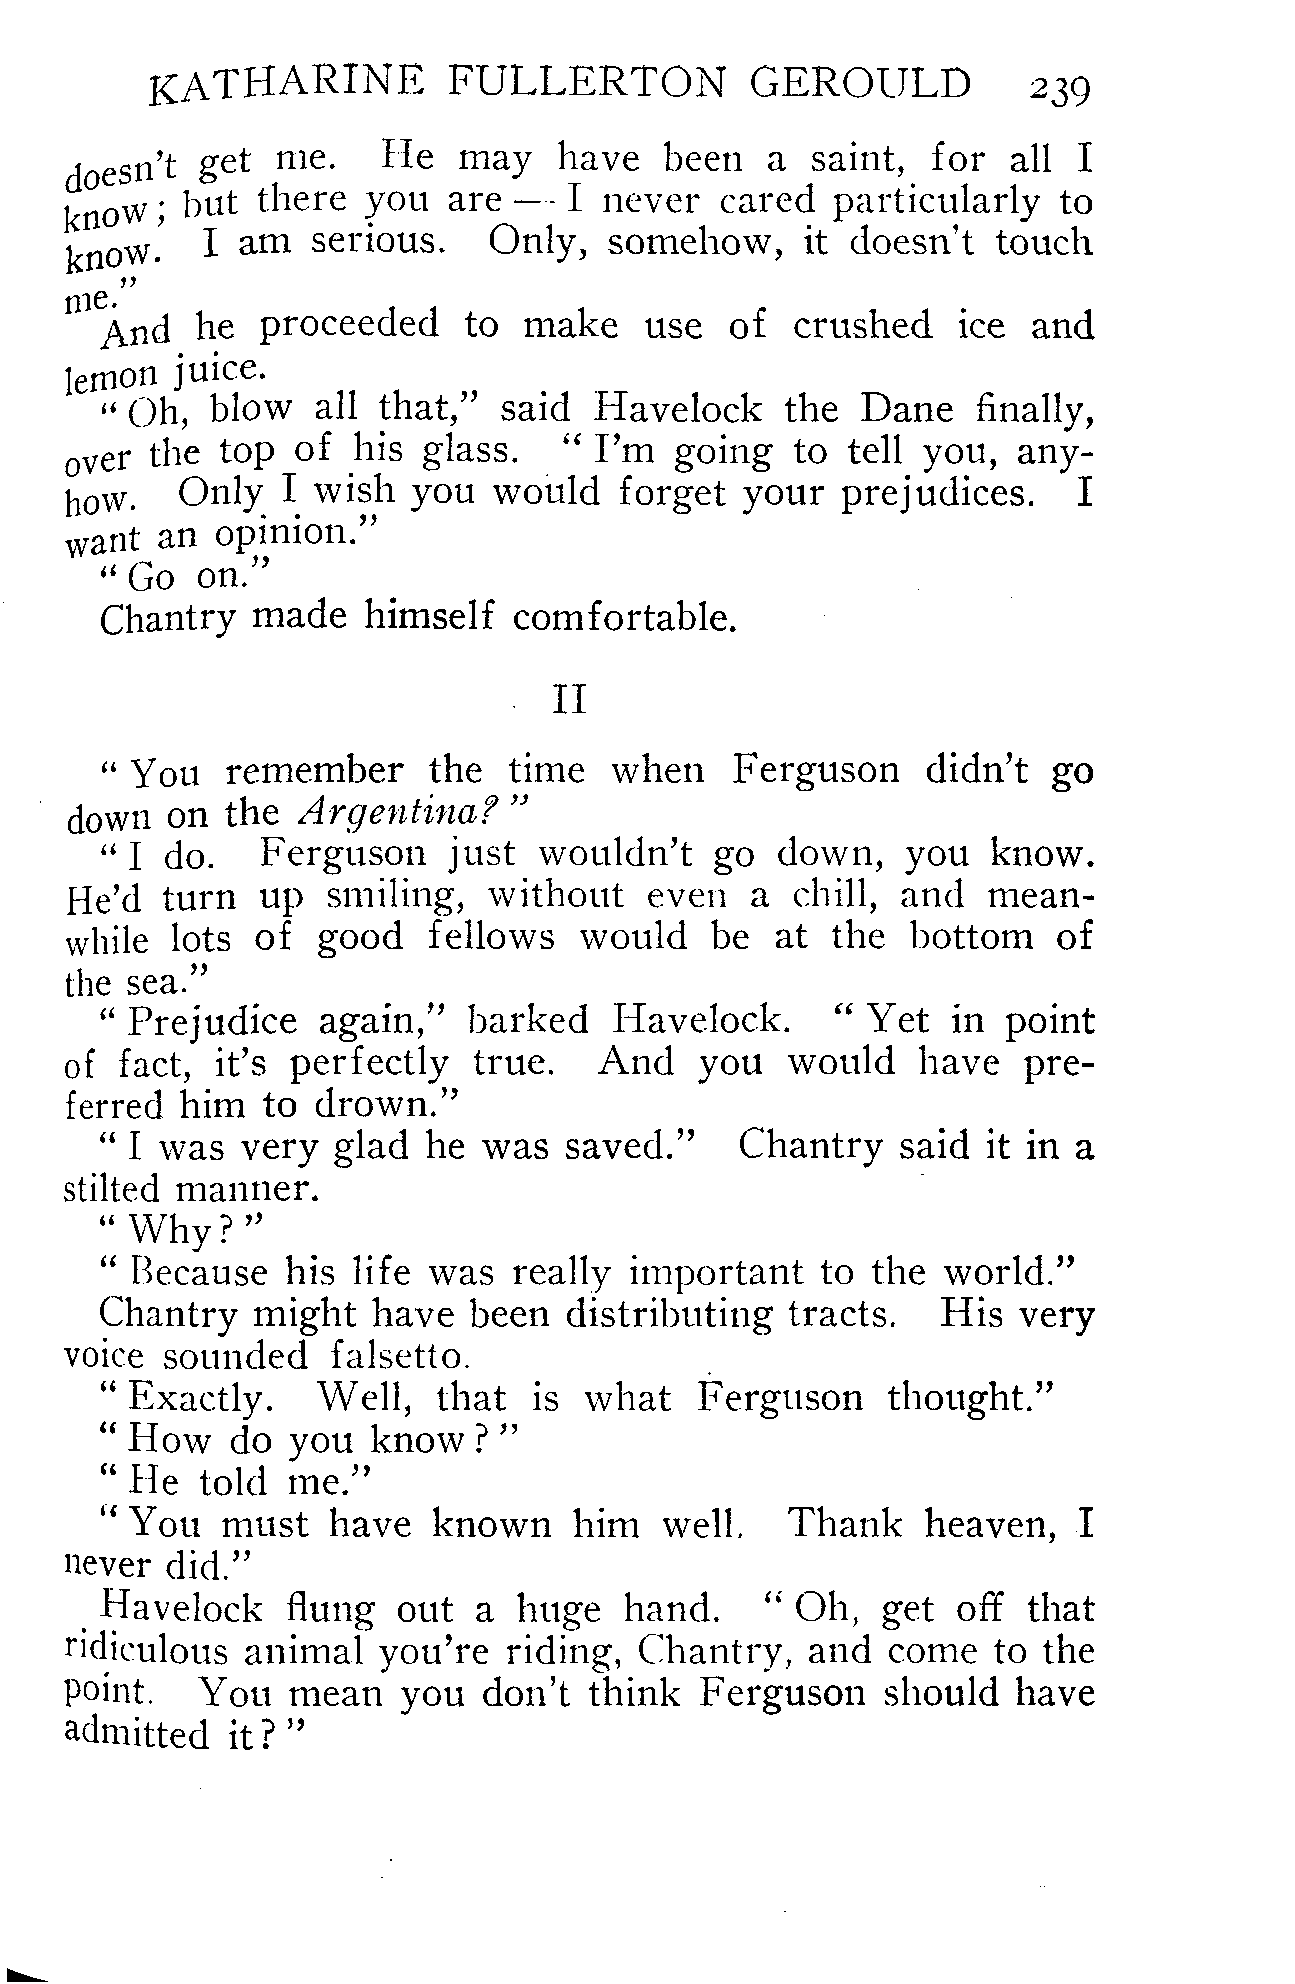 KATHARINE FULLERTON GEROULD 239
doesn't get me. He may have been a saint, for all I
know; but there you are — I never cared particularly to
know. I am serious. Only, somehow, it doesn't touch
me."
And he proceeded to make use of crushed ice and
lemon juice.
"Oh, blow all that," said Havelock the Dane finally,
over the top of his glass. "I'm going to tell you, any-
how. Only I wish you would forget your prejudices. I
want an opinion."
"Go on."
Chantry made himself comfortable.
II
"You remember the time when Ferguson didn't go
down on the Argentina?"
"I do. Ferguson just wouldn't go down, you know.
He'd turn up smiling, without even a chill, and mean-
while lots of good fellows would be at the bottom of
the sea."
"Prejudice again," barked Havelock. "Yet in point
of fact, it's perfectly true. And you would have pre-
ferred him to drown."
"I was very glad he was saved." Chantry said it in a
stilted manner.
"Why?"
"Because his life was really important to the world."
Chantry might have been distributing tracts. His very
voice sounded falsetto.
"Exactly. Well, that is what Ferguson thought."
"How do you know?"
"He told me."
"You must have known him well. Thank heaven, I
never did."
Havelock flung out a huge hand. "Oh, get off that
ridiculous animal you're riding, Chantry, and come to the
point. You mean you don't think Ferguson should have
admitted it?"